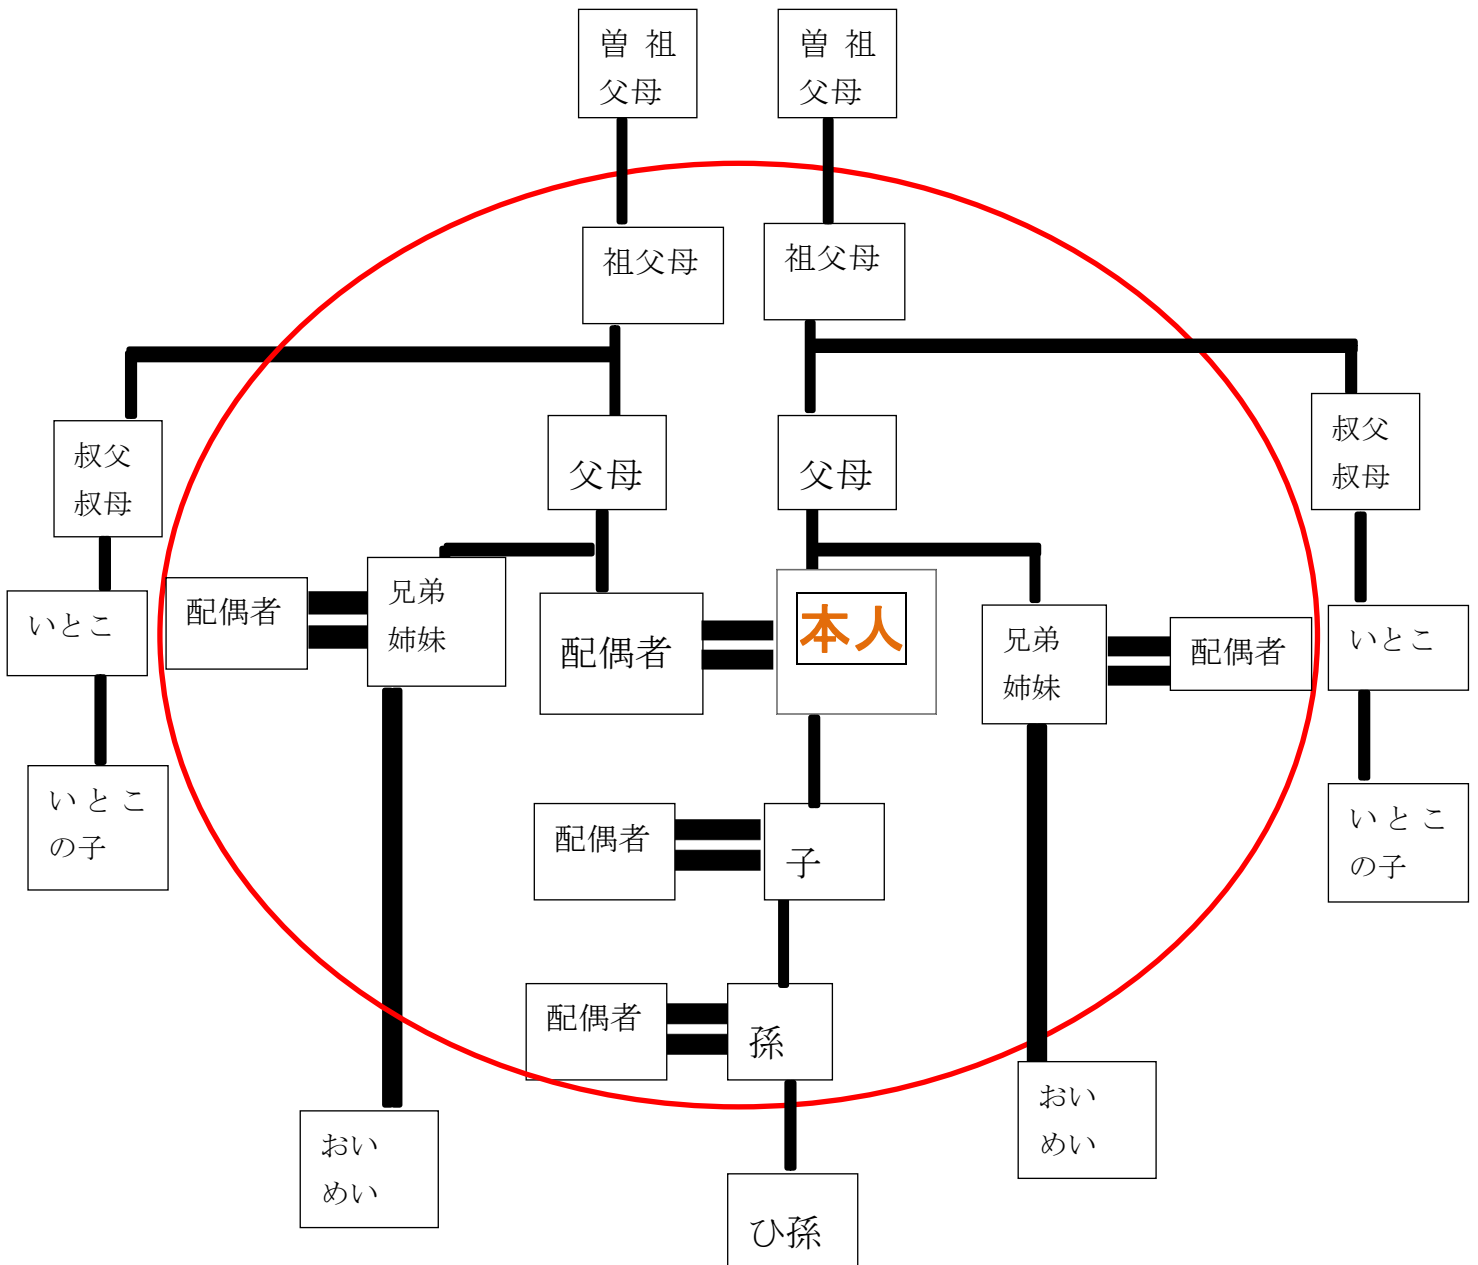 曽 祖
父母
曽 祖
父母
祖父母
祖父母
叔父
叔母
父母
父母
叔父
叔母
いとこ
配偶者
兄弟
姉妹
配偶者
本人
兄弟
姉妹
配偶者
いとこ
いとこ
の子
配偶者
子
いとこ
の子
配偶者
孫
おい
めい
おい
めい
ひ孫